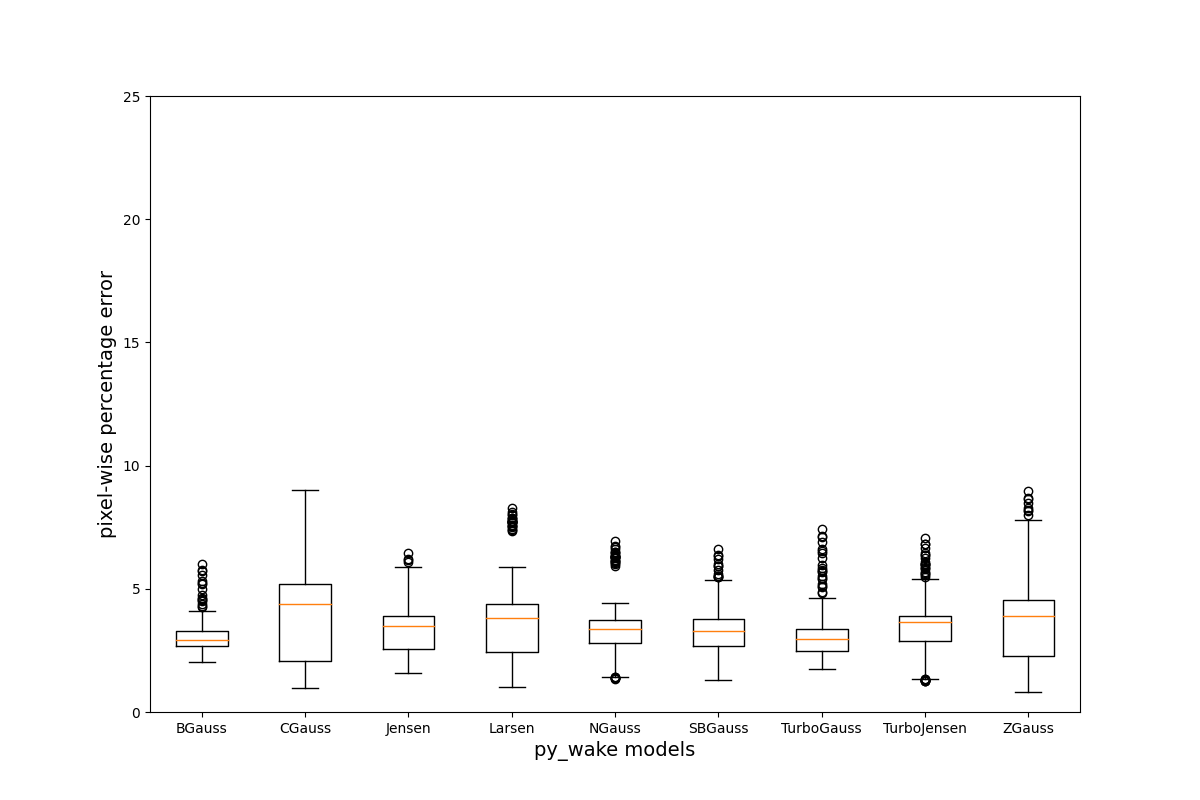 25
20
15
10
5
0
pixel-wise percentage error
BGauss CGauss Jensen Larsen NGauss SBGauss TurboGauss TurboJensen ZGauss
py_wake models